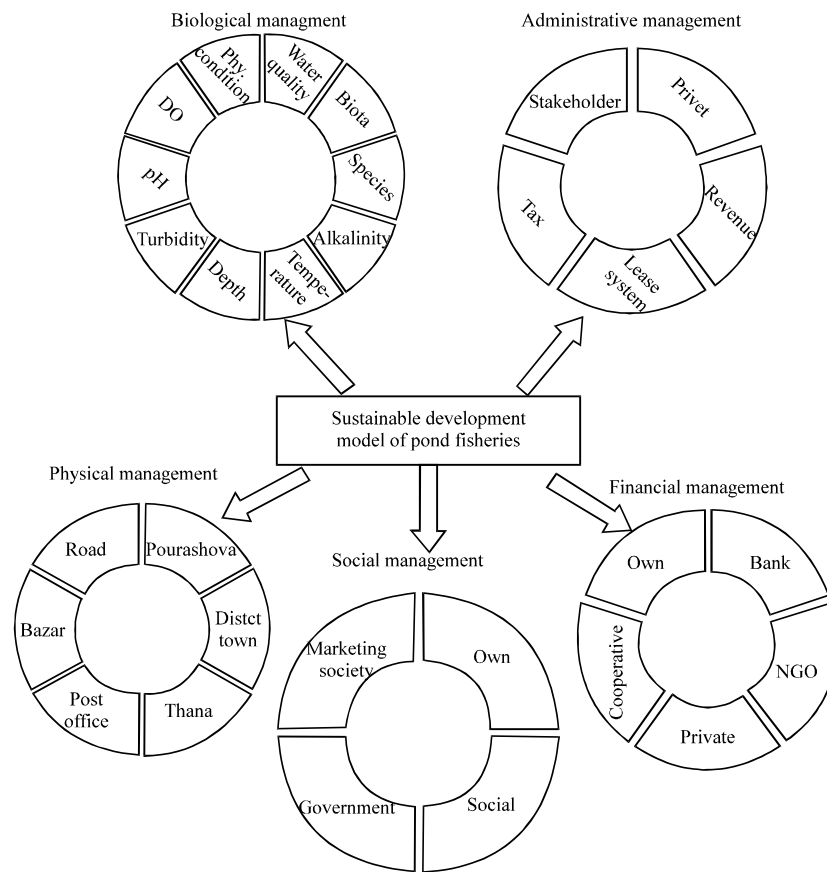 Biological managment
Phy.
condition
Water
quality
Biota
Species
Alkalinity
Tempe-
rature
Depth
Turbidity
pH
DO
Administrative management
Stakeholder
Privet
Revenue
Lease
system
Tax
Sustainable development
model of pond fisheries
Physical management
Road
Pourashova
Distct
town
Thana
Post
office
Bazar
Social management
Marketing
society
Own
Social
Government
Financial management
Own
Bank
NGO
Private
Cooperative